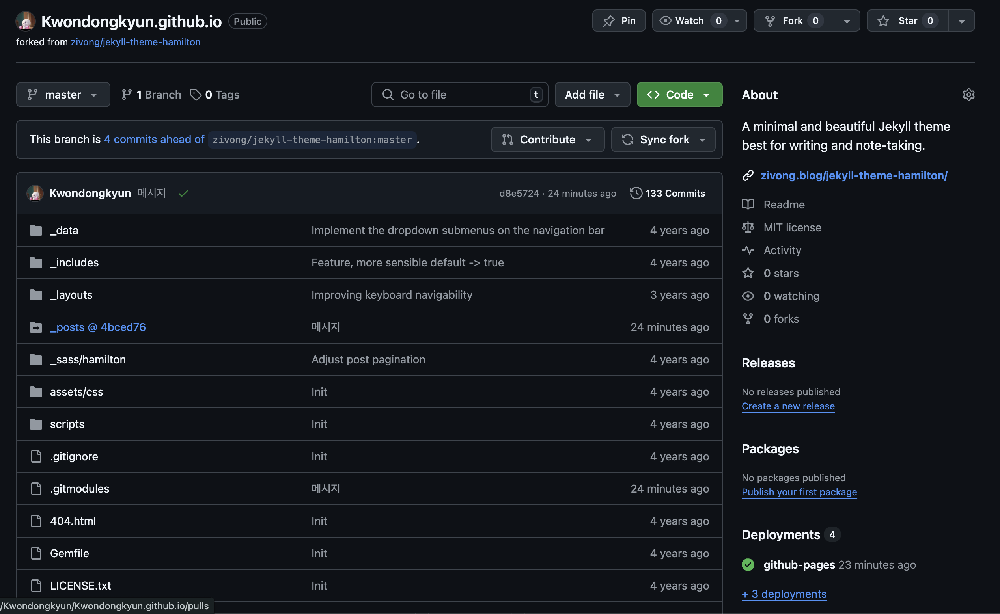 Kwondongkyun.github.io Public
Pin Watch 0 Fork 0 Star 0
forked from zivong/jekyll-theme-hamilton
master 1 Branch 0 Tags
Go to file t Add file Code
This branch is 4 commits ahead of zivong/jekyll-theme-hamilton:master .
Contribute Sync fork
Kwondongkyun 메시지 d8e5724 · 24 minutes ago 133 Commits
_data Implement the dropdown submenus on the navigation bar 4 years ago
_includes Feature, more sensible default -> true 4 years ago
_layouts Improving keyboard navigability 3 years ago
_posts @ 4bced76 메시지 24 minutes ago
_sass/hamilton Adjust post pagination 4 years ago
assets/css Init 4 years ago
scripts Init 4 years ago
.gitignore Init 4 years ago
.gitmodules 메시지 24 minutes ago
404.html Init 4 years ago
Gemfile Init 4 years ago
LICENSE.txt Init 4 years ago
/Kwondongkyun/Kwondongkyun.github.io/pulls
About
A minimal and beautiful Jekyll theme
best for writing and note-taking.
zivong.blog/jekyll-theme-hamilton/
Readme
MIT license
Activity
0 stars
0 watching
0 forks
Releases
No releases published
Create a new release
Packages
No packages published
Publish your first package
Deployments 4
github-pages 23 minutes ago
+ 3 deployments